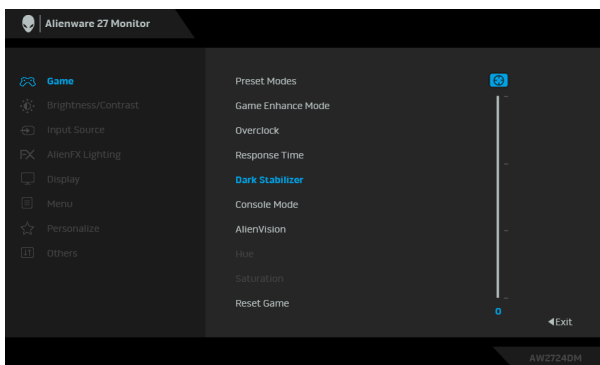 Alienware 27 Monitor
Game
Brightness/Contrast
Input Source
AlienFX Lighting
Display
Menu
Personalize
Others
Preset Modes
Game Enhance Mode
Overclock
Response Time
Dark Stabilizer
Console Mode
AlienVision
Hue
Saturation
Reset Game
0
Exit
AW2724DM